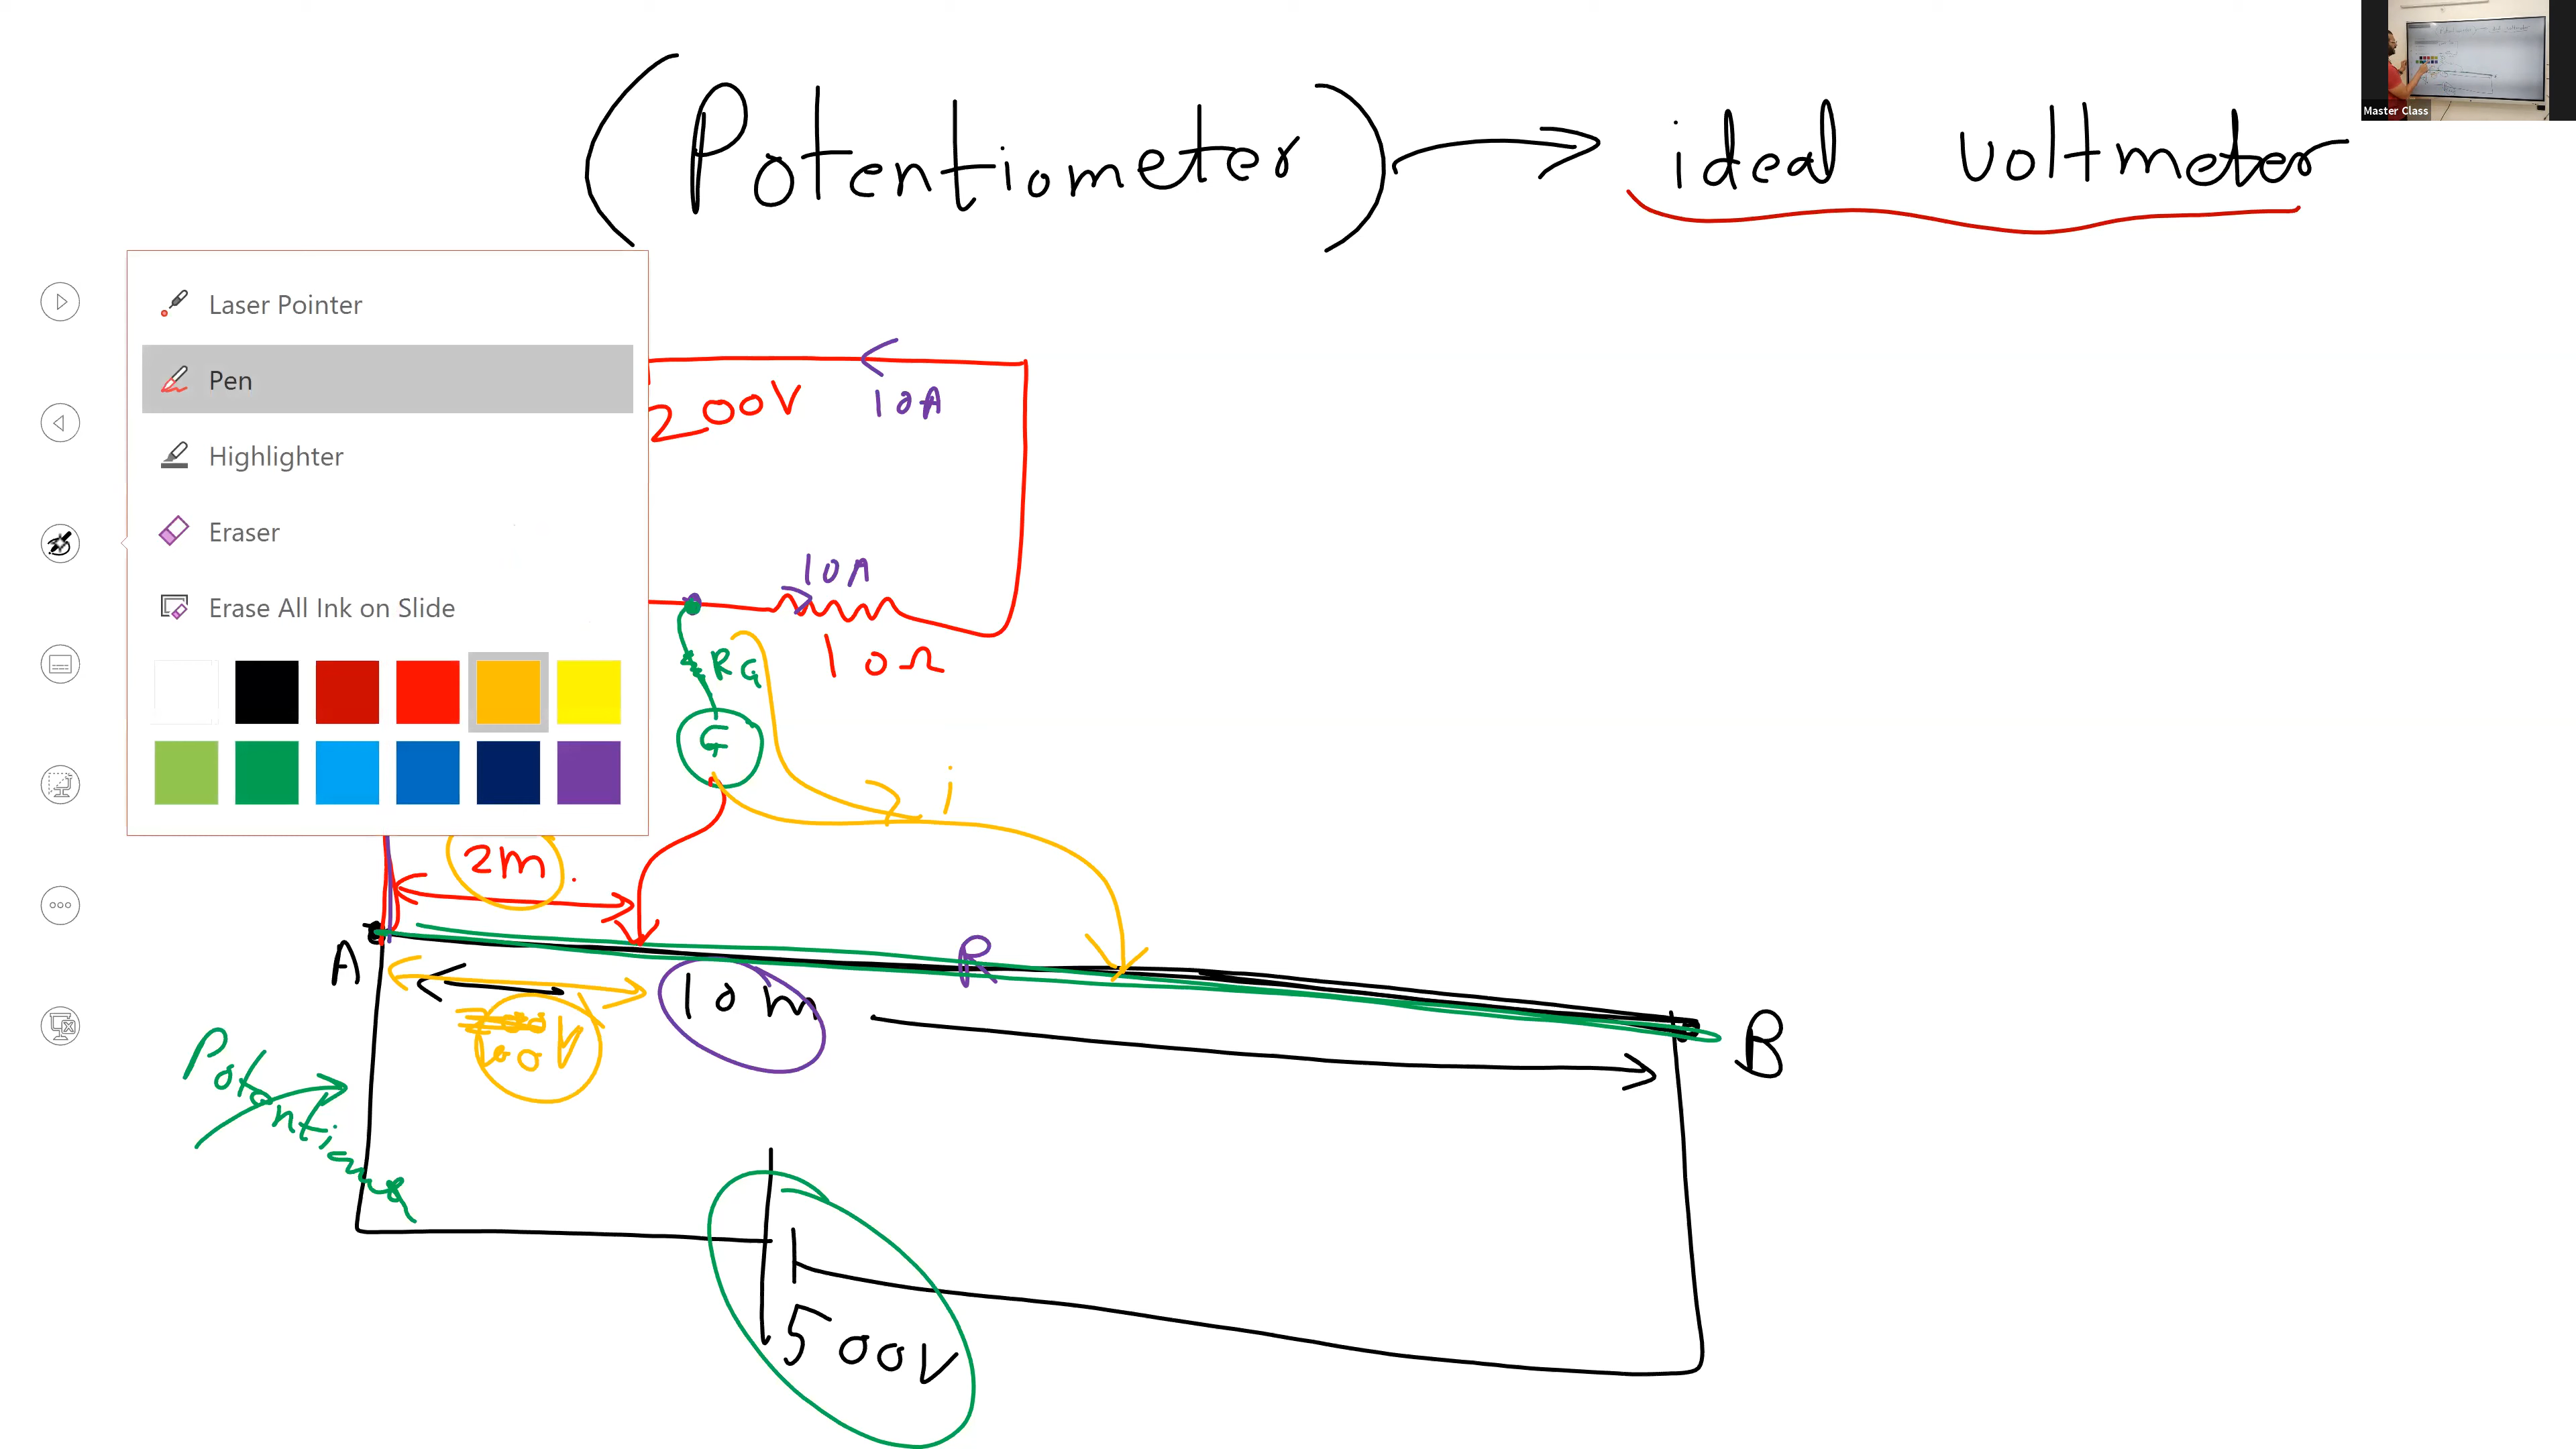 (Potentiometer) → ideal voltmeter
Master Class
Laser Pointer
Pen
Highlighter
Eraser
Erase All Ink on Slide
200V
10A
10A
10Ω
RG
G
i
2m.
A
R
10m
100V
B
500V